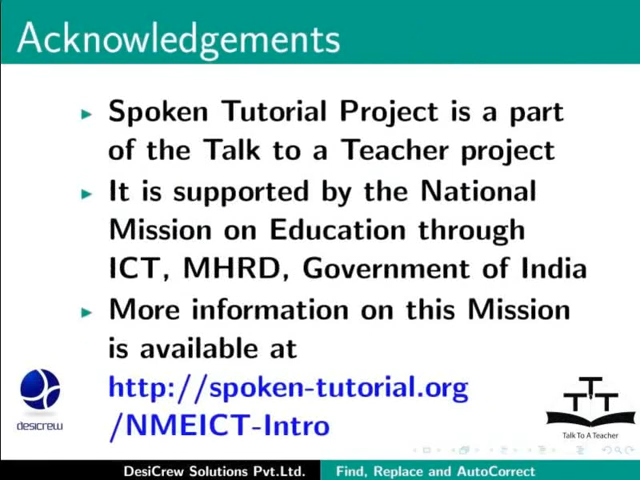 Acknowledgements
Spoken Tutorial Project is a part
of the Talk to a Teacher project
It is supported by the National
Mission on Education through
ICT, MHRD, Government of India
More information on this Mission
is available at
http://spoken-tutorial.org
/NMEICT-Intro
desicrew
TTT
Talk To A Teacher
DesiCrew Solutions Pvt.Ltd.
Find, Replace and AutoCorrect